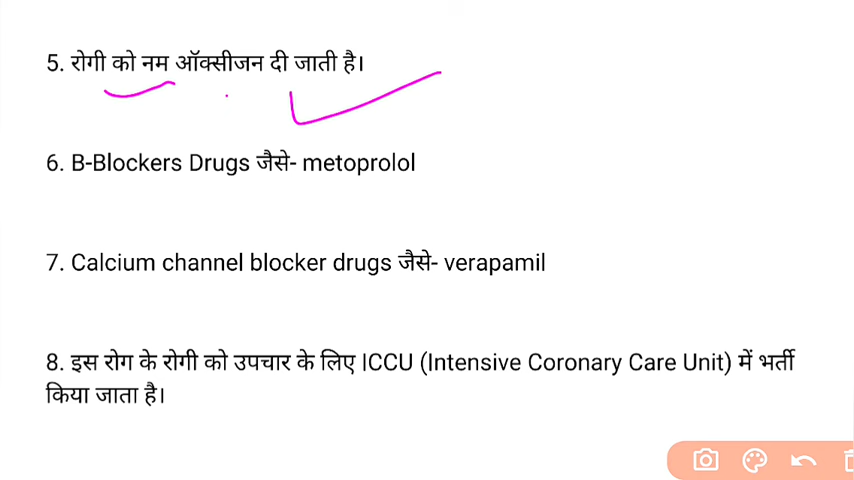 5. रोगी को नम ऑक्सीजन दी जाती है।
6. B-Blockers Drugs जैसे- metoprolol
7. Calcium channel blocker drugs जैसे- verapamil
8. इस रोग के रोगी को उपचार के लिए ICCU (Intensive Coronary Care Unit) में भर्ती
किया जाता है।